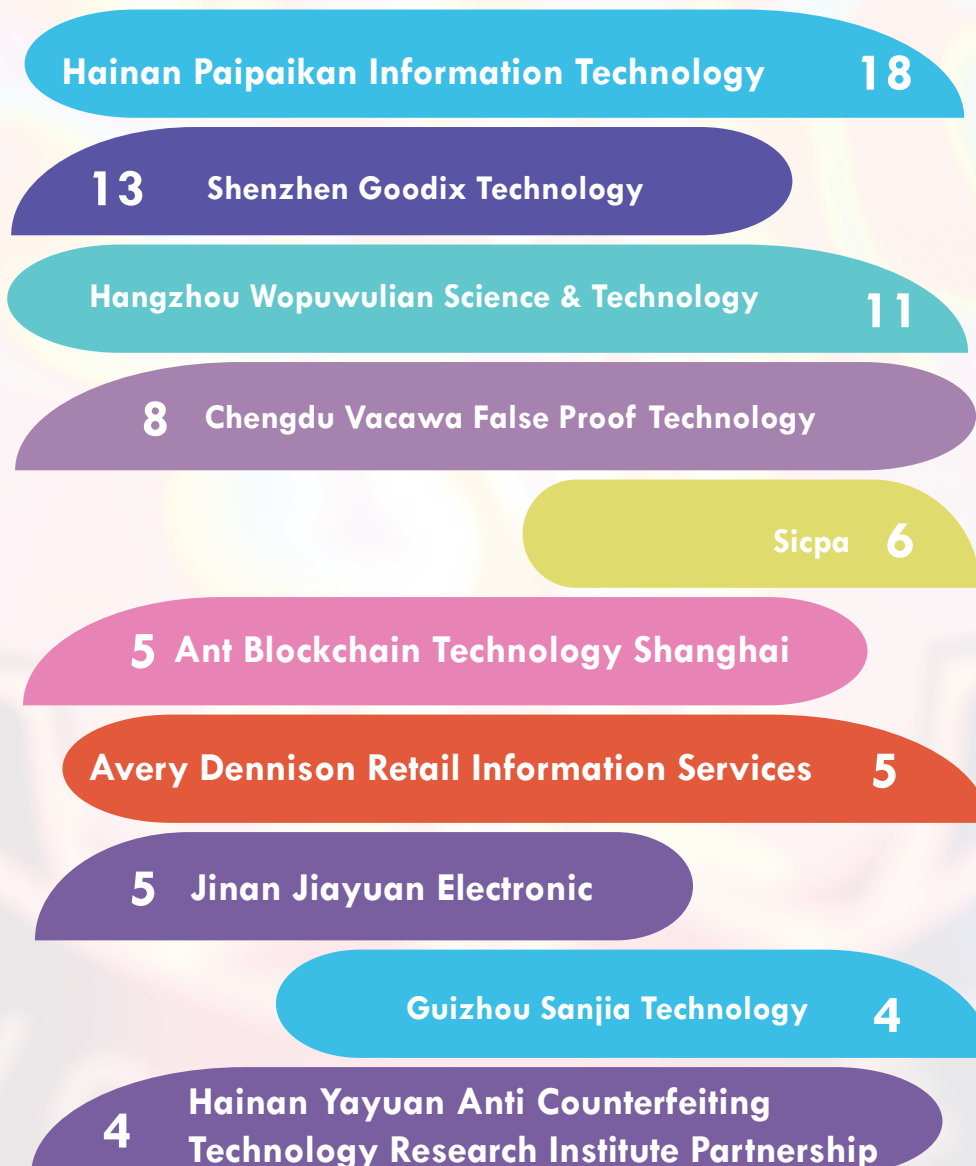 Hainan Paipaikan Information Technology 18
13 Shenzhen Goodix Technology
Hangzhou Wopuwulian Science & Technology 11
8 Chengdu Vacawa False Proof Technology
Sicpa 6
5 Ant Blockchain Technology Shanghai
Avery Dennison Retail Information Services 5
5 Jinan Jiayuan Electronic
Guizhou Sanjia Technology 4
4 Hainan Yayuan Anti Counterfeiting
Technology Research Institute Partnership